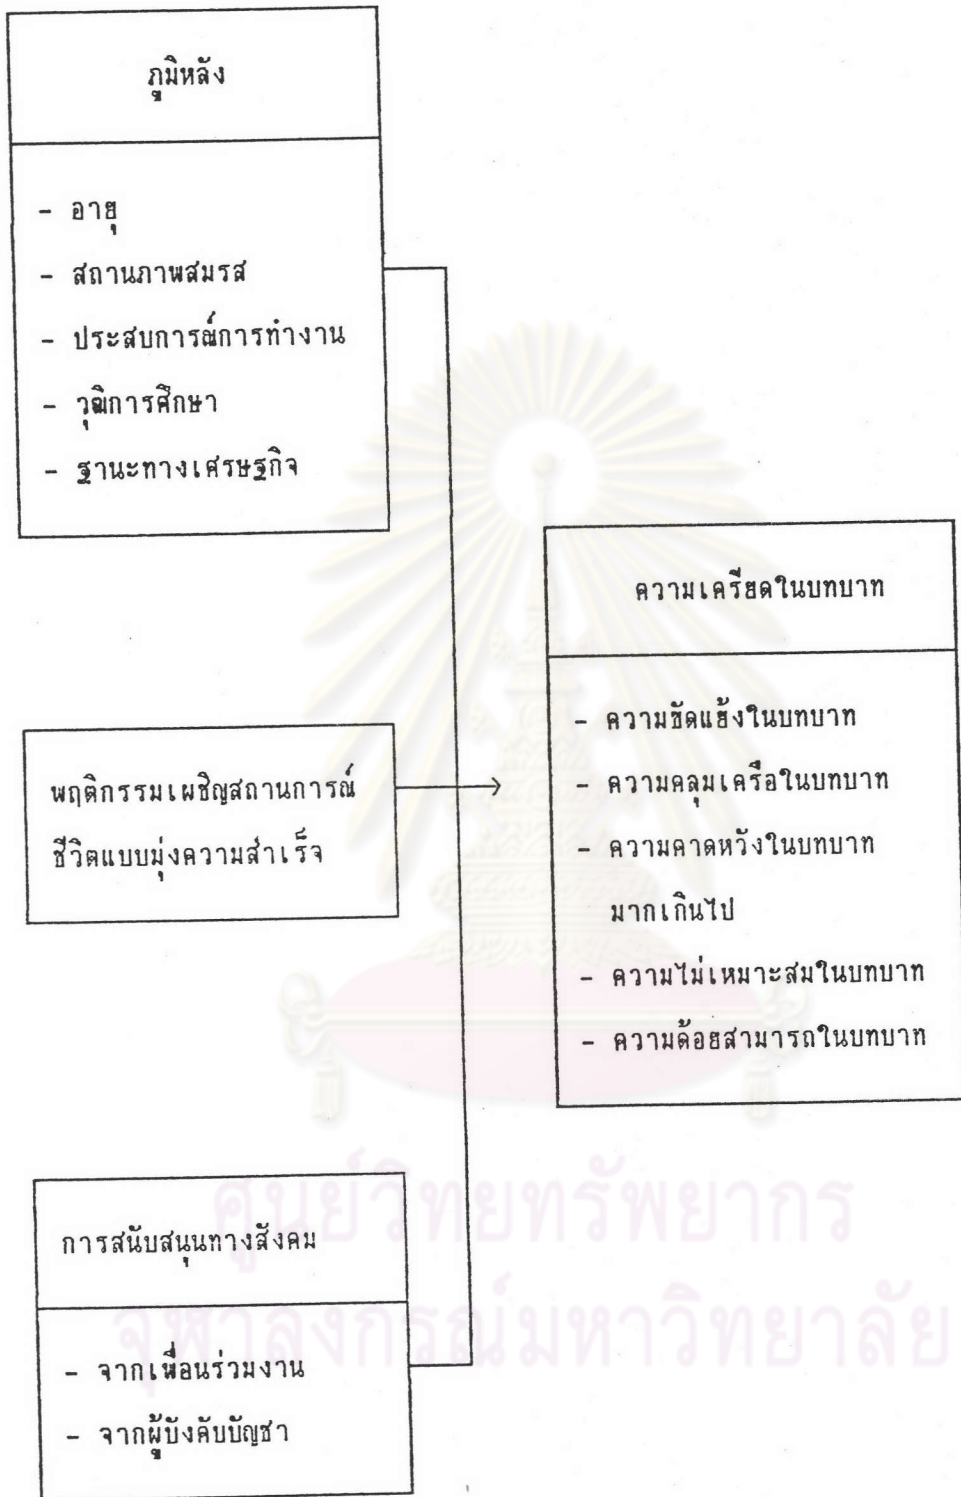 ภูมิหลัง
- อายุ
- สถานภาพสมรส
- ประสบการณ์การทำงาน
- วุฒิการศึกษา
- ฐานะทางเศรษฐกิจ
พฤติกรรมเผชิญสถานการณ์
ชีวิตแบบมุ่งความสำเร็จ
การสนับสนุนทางสังคม
- จากเพื่อนร่วมงาน
- จากผู้บังคับบัญชา
ความเครียดในบทบาท
- ความขัดแย้งในบทบาท
- ความคลุมเครือในบทบาท
- ความคาดหวังในบทบาท
มากเกินไป
- ความไม่เหมาะสมในบทบาท
- ความด้อยสามารถในบทบาท
ศูนย์วิทยทรัพยากร
จุฬาลงกรณ์มหาวิทยาลัย